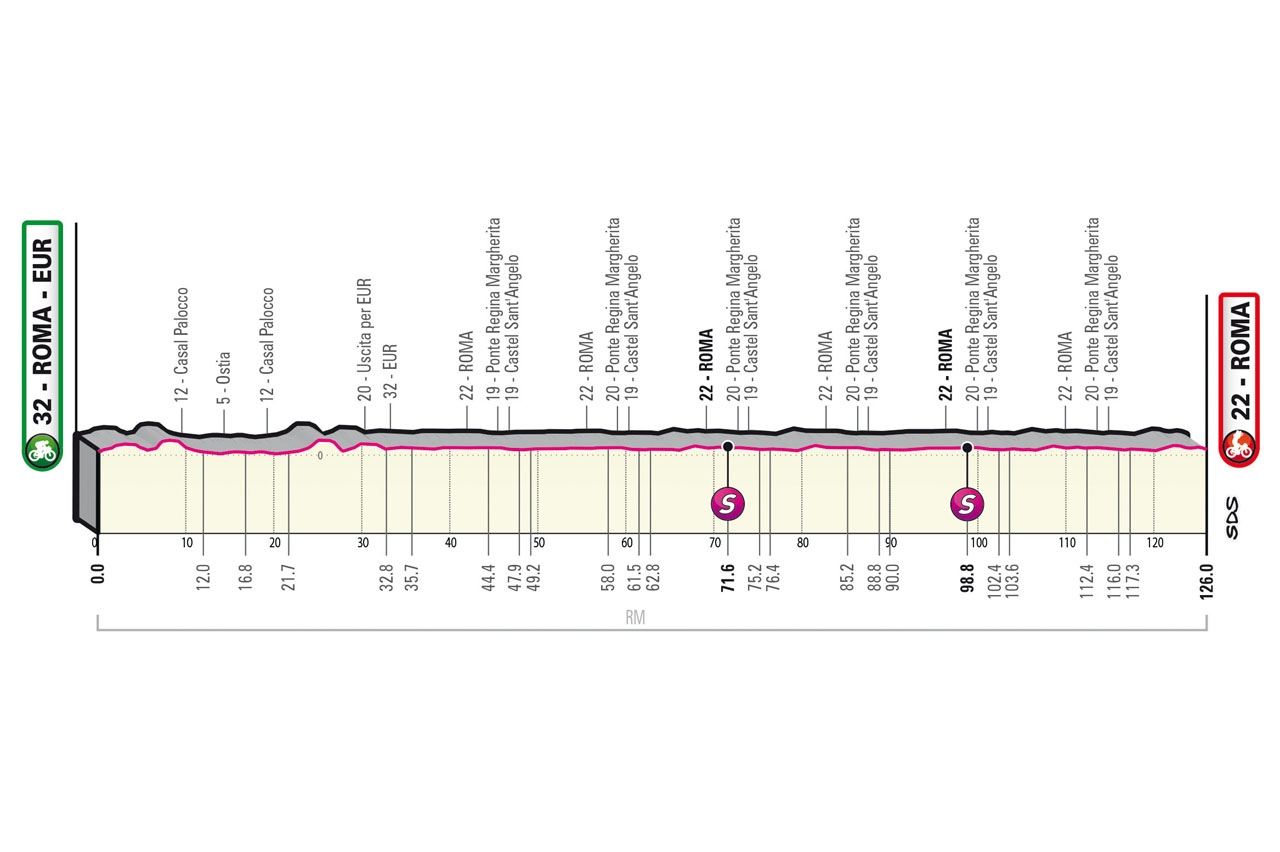 32 - ROMA - EUR
12 - Casal Palocco
5 - Ostia
12 - Casal Palocco
20 - Uscita per EUR
32 - EUR
22 - ROMA
19 - Ponte Regina Margherita
19 - Castel Sant'Angelo
22 - ROMA
20 - Ponte Regina Margherita
19 - Castel Sant'Angelo
22 - ROMA
20 - Ponte Regina Margherita
19 - Castel Sant'Angelo
22 - ROMA
20 - Ponte Regina Margherita
19 - Castel Sant'Angelo
22 - ROMA
20 - Ponte Regina Margherita
19 - Castel Sant'Angelo
22 - ROMA
20 - Ponte Regina Margherita
19 - Castel Sant'Angelo
22 - ROMA
0
S
S
SDS
0 10 20 30 40 50 60 70 80 90 100 110 120
0.0 12.0 16.8 21.7 32.8 35.7 44.4 47.9 49.2 58.0 61.5 62.8 71.6 75.2 76.4 85.2 88.8 90.0 98.8 102.4 103.6 112.4 116.0 117.3 126.0
RM